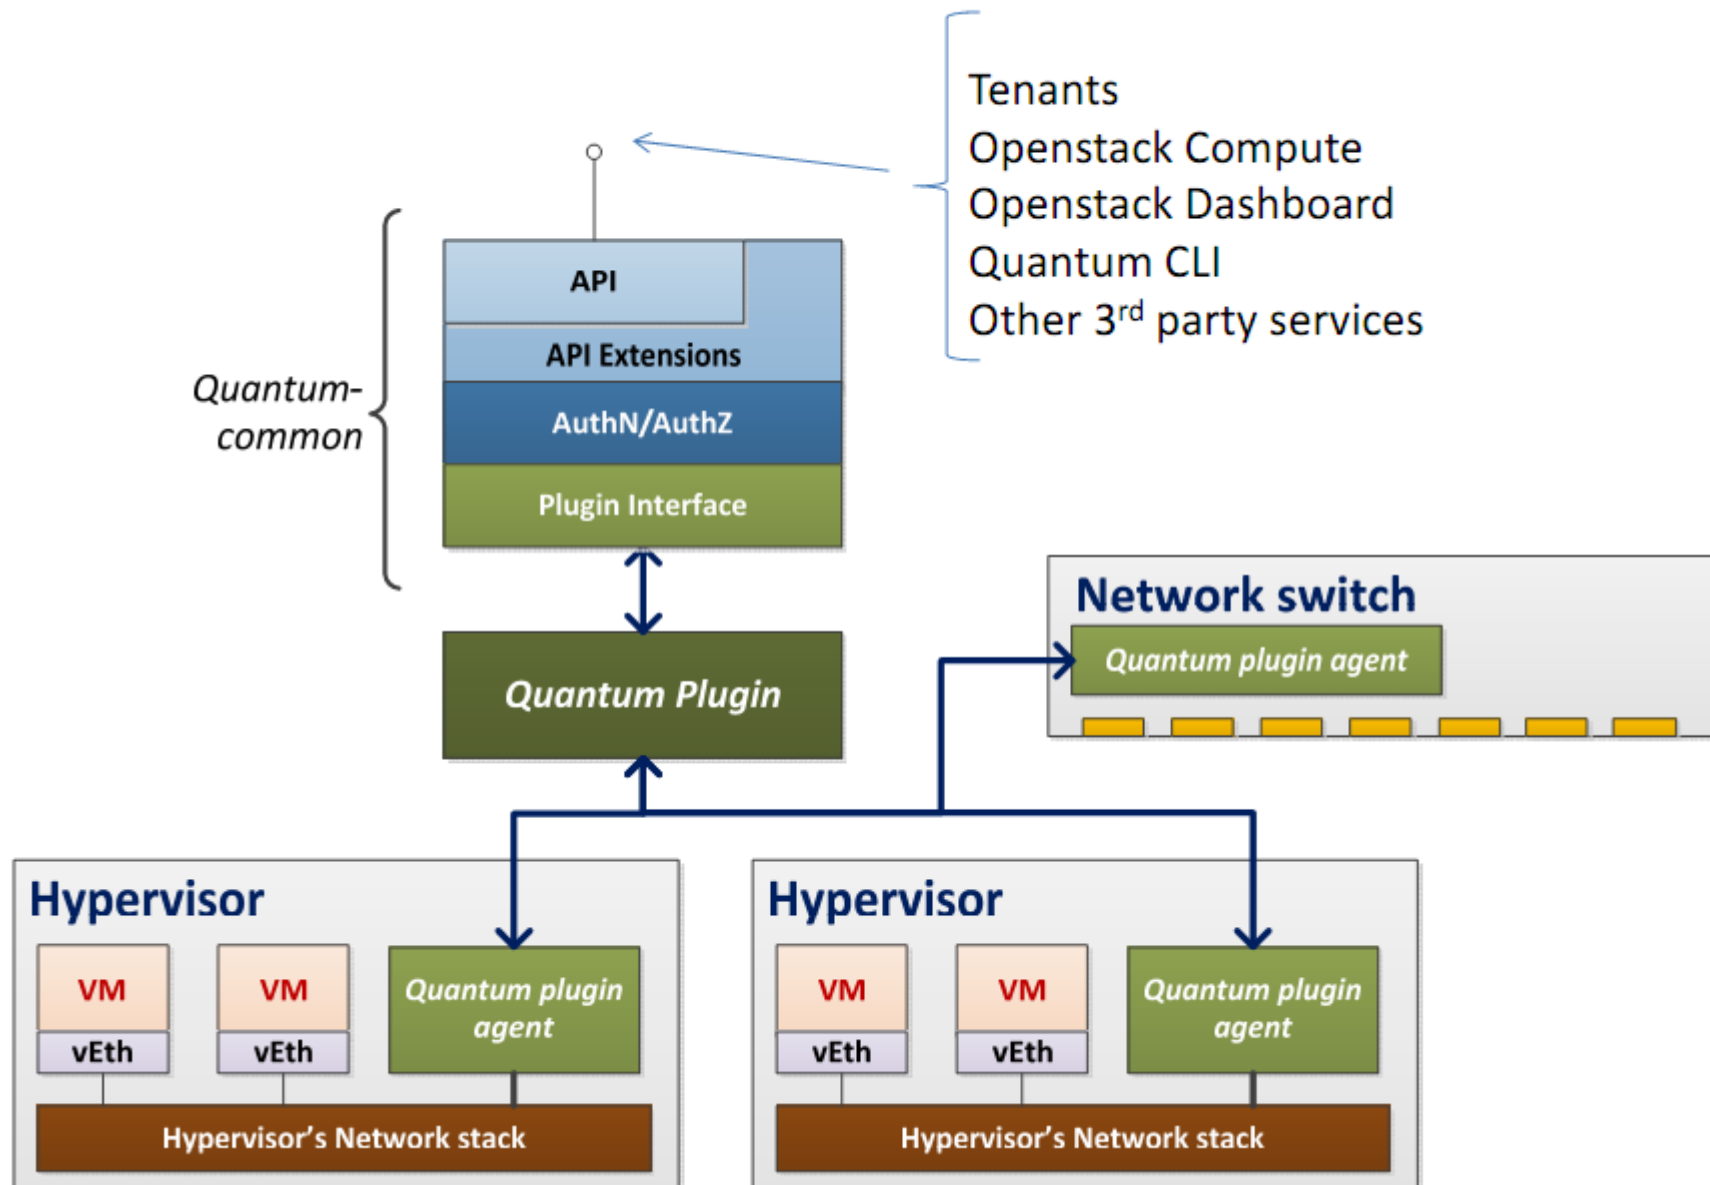 Tenants
Openstack Compute
Openstack Dashboard
Quantum CLI
Other 3rd party services
API
API Extensions
Quantum-
common
AuthN/AuthZ
Plugin Interface
Network switch
Quantum plugin agent
Quantum Plugin
Hypervisor
VM
VM
Quantum plugin
agent
vEth
vEth
Hypervisor's Network stack
Hypervisor
VM
VM
Quantum plugin
agent
vEth
vEth
Hypervisor's Network stack